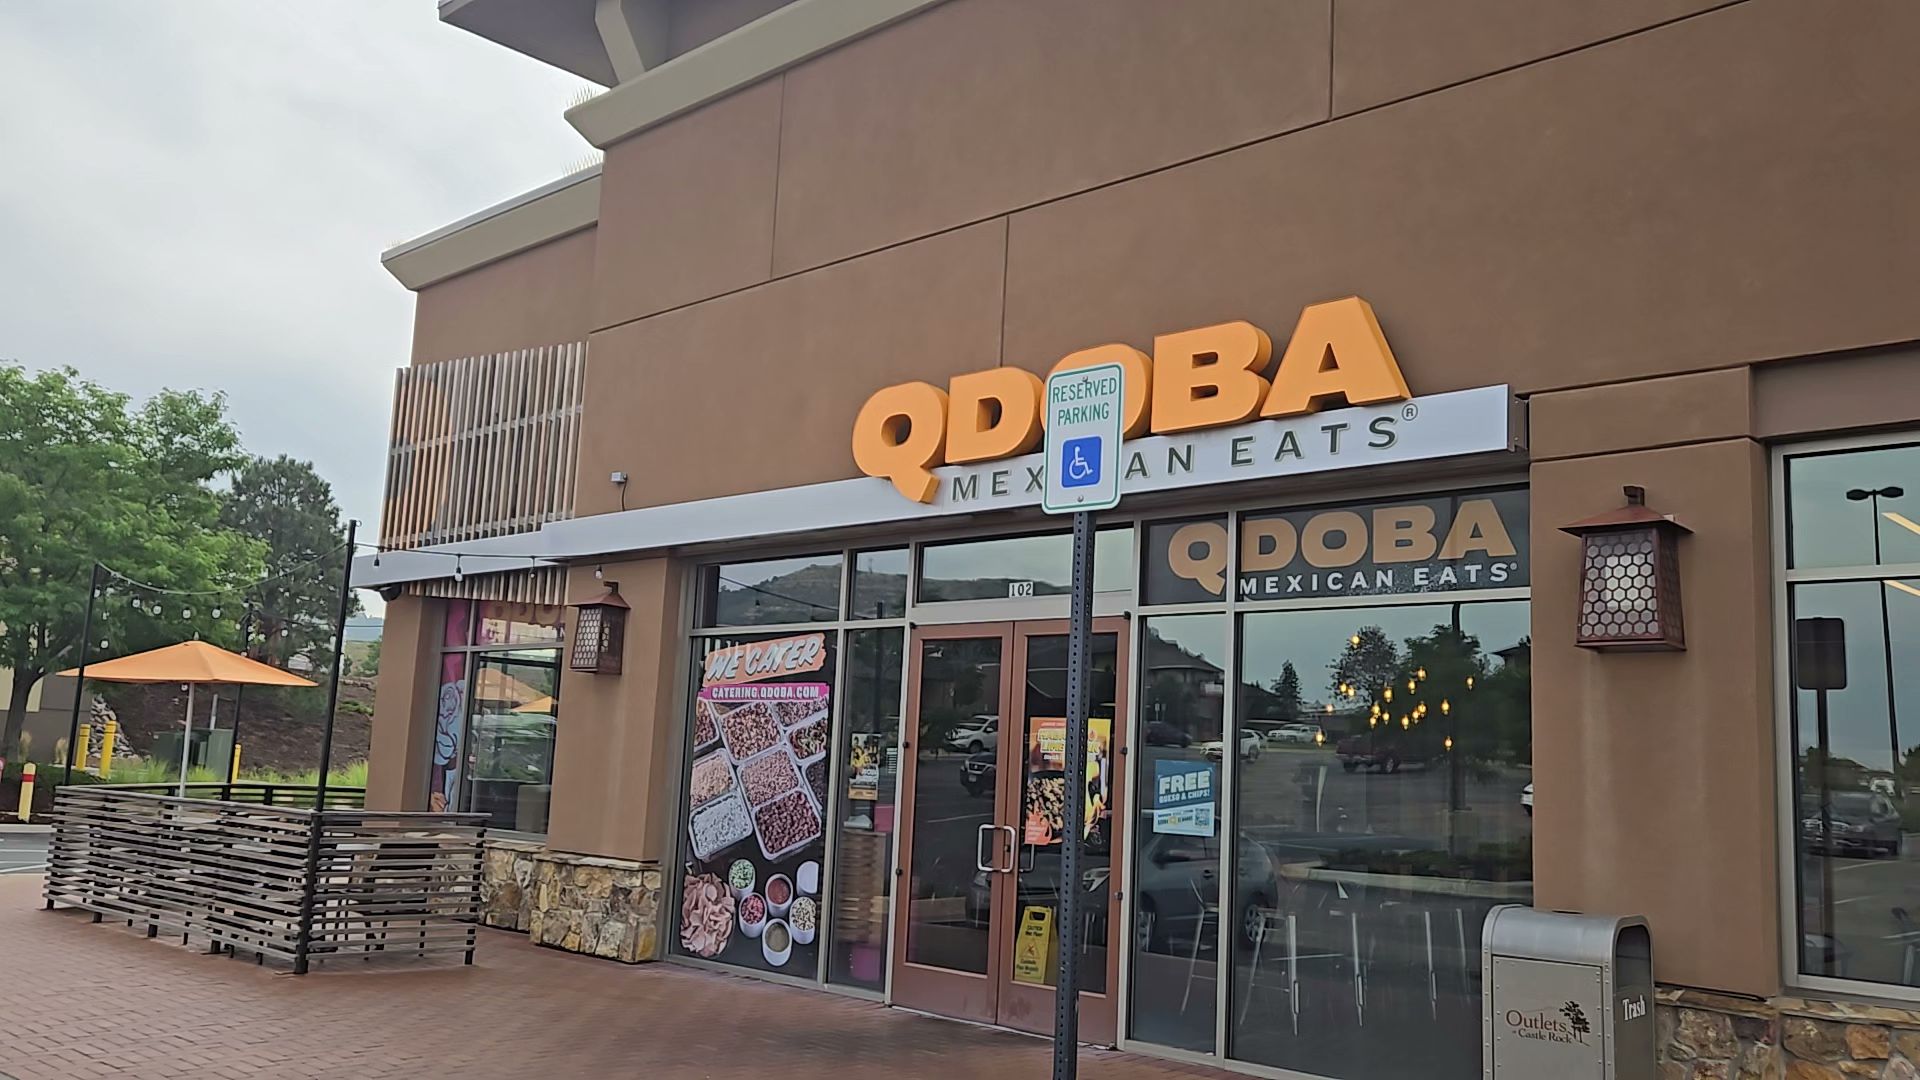 QDOBA
MEXICAN EATS®
RESERVED
PARKING
QDOBA
MEXICAN EATS®
102
WE CATER
CATERING.QDOBA.COM
FREE
QUESO & CHIPS!
CAUTION
Outlets
at Castle Rock
Trash